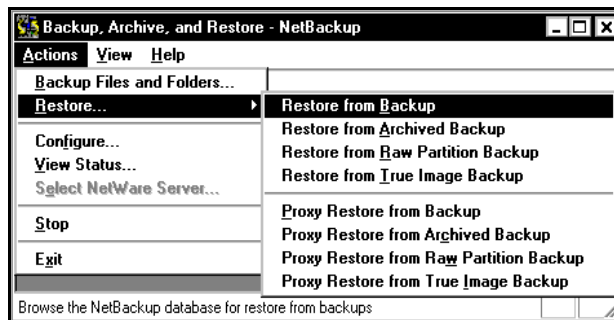 Backup, Archive, and Restore - NetBackup
Actions View Help
Backup Files and Folders...
Restore...
Configure...
View Status...
Select NetWare Server...
Stop
Exit
Restore from Backup
Restore from Archived Backup
Restore from Raw Partition Backup
Restore from True Image Backup
Proxy Restore from Backup
Proxy Restore from Archived Backup
Proxy Restore from Raw Partition Backup
Proxy Restore from True Image Backup
Browse the NetBackup database for restore from backups